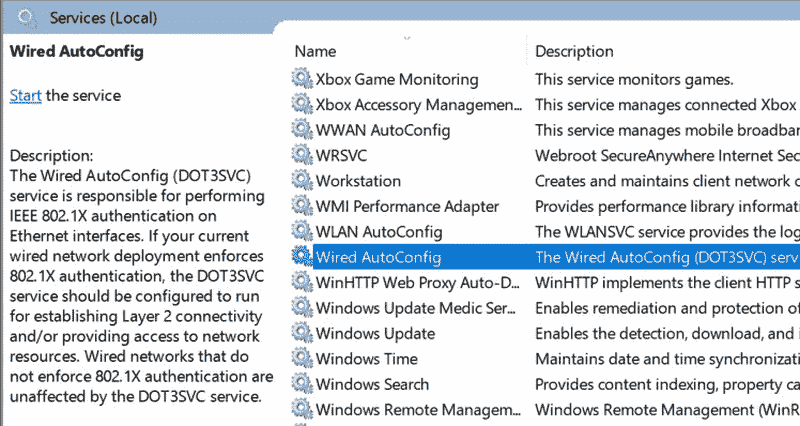 Services (Local)
Wired AutoConfig
Start the service
Description:
The Wired AutoConfig (DOT3SVC)
service is responsible for performing
IEEE 802.1X authentication on
Ethernet interfaces. If your current
wired network deployment enforces
802.1X authentication, the DOT3SVC
service should be configured to run
for establishing Layer 2 connectivity
and/or providing access to network
resources. Wired networks that do
not enforce 802.1X authentication are
unaffected by the DOT3SVC service.
Name Description
Xbox Game Monitoring This service monitors games.
Xbox Accessory Managemen... This service manages connected Xbox
WWAN AutoConfig This service manages mobile broadban
WRSVC Webroot SecureAnywhere Internet Sec
Workstation Creates and maintains client network c
WMI Performance Adapter Provides performance library informati
WLAN AutoConfig The WLANSVC service provides the log
Wired AutoConfig The Wired AutoConfig (DOT3SVC) serv
WinHTTP Web Proxy Auto-D... WinHTTP implements the client HTTP s
Windows Update Medic Ser... Enables remediation and protection of
Windows Update Enables the detection, download, and i
Windows Time Maintains date and time synchronizati
Windows Search Provides content indexing, property ca
Windows Remote Managem... Windows Remote Management (WinR